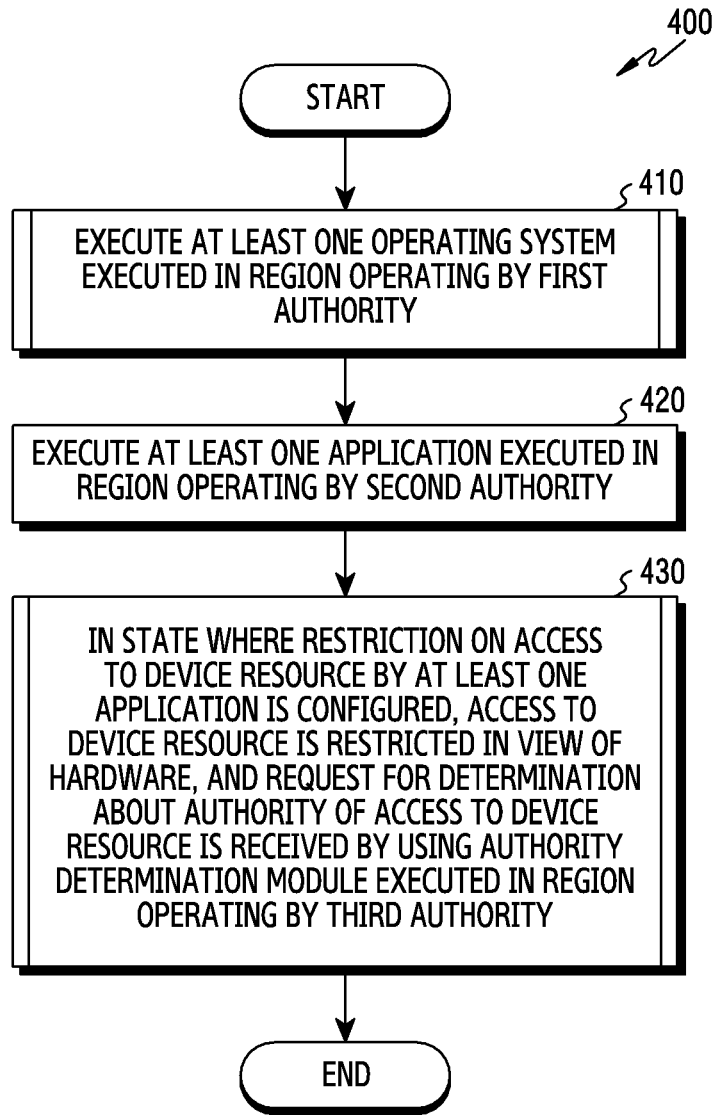 400
START
410
EXECUTE AT LEAST ONE OPERATING SYSTEM
EXECUTED IN REGION OPERATING BY FIRST
AUTHORITY
420
EXECUTE AT LEAST ONE APPLICATION EXECUTED IN
REGION OPERATING BY SECOND AUTHORITY
430
IN STATE WHERE RESTRICTION ON ACCESS
TO DEVICE RESOURCE BY AT LEAST ONE
APPLICATION IS CONFIGURED, ACCESS TO
DEVICE RESOURCE IS RESTRICTED IN VIEW OF
HARDWARE, AND REQUEST FOR DETERMINATION
ABOUT AUTHORITY OF ACCESS TO DEVICE
RESOURCE IS RECEIVED BY USING AUTHORITY
DETERMINATION MODULE EXECUTED IN REGION
OPERATING BY THIRD AUTHORITY
END